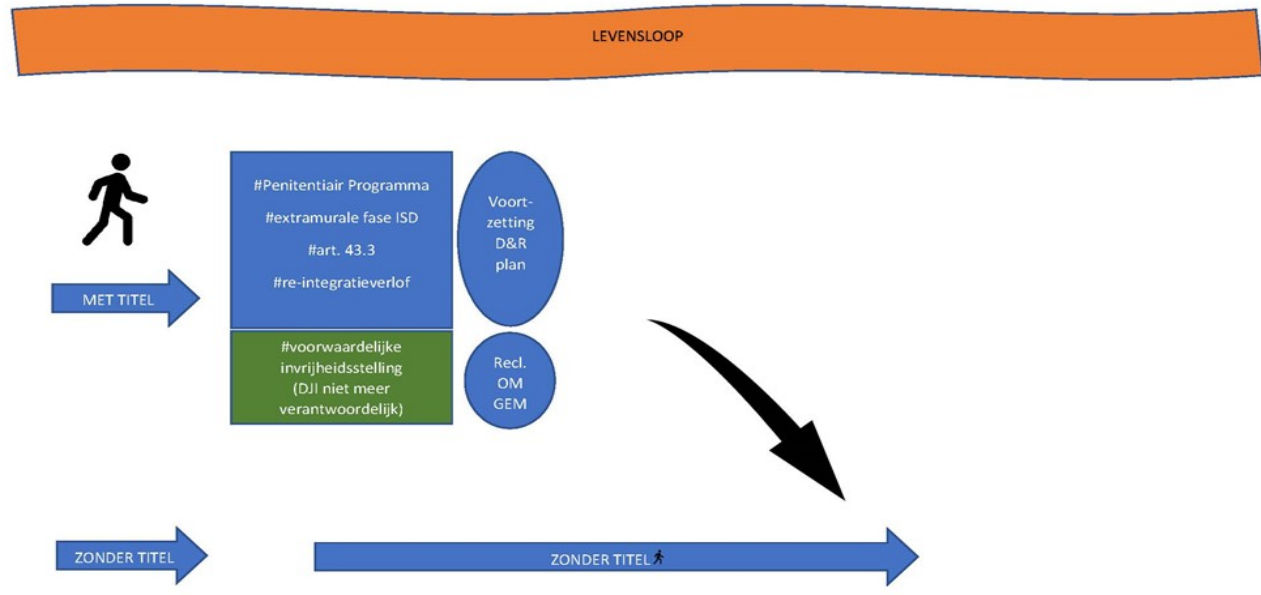 LEVENSLOOP
MET TITEL
#Penitentiair Programma
#extramurale fase ISD
#art. 43.3
#re-integratieverlof
Voort-
zetting
D&R
plan
#voorwaardelijke
invrijheidsstelling
(DJI niet meer
verantwoordelijk)
Recl.
OM
GEM
ZONDER TITEL
ZONDER TITEL